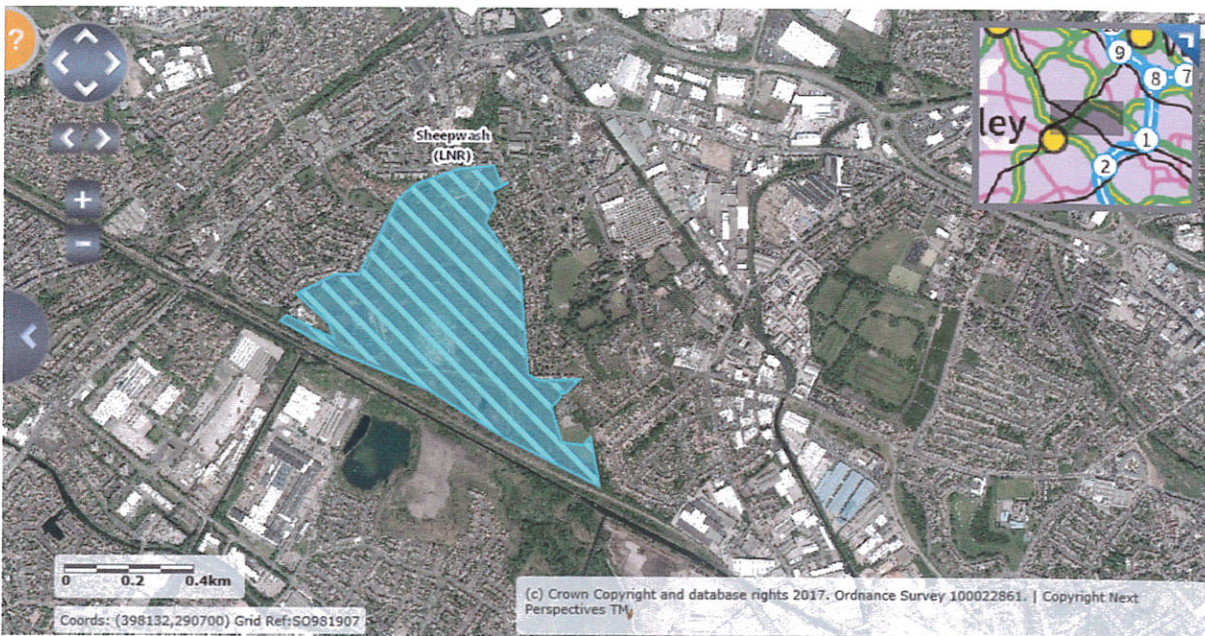 ?
9
8
7
ley
1
2
Sheepwash
(LNR)
+
-
0 0.2 0.4km
Coords: (398132,290700) Grid Ref:SO981907
(c) Crown Copyright and database rights 2017. Ordnance Survey 100022861. | Copyright Next
Perspectives TM